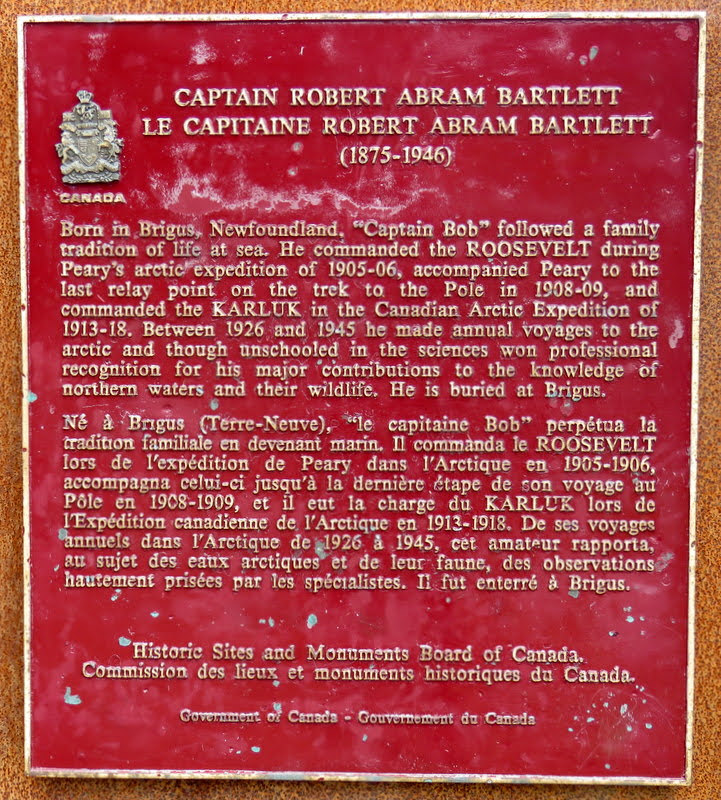 CAPTAIN ROBERT ABRAM BARTLETT
LE CAPITAINE ROBERT ABRAM BARTLETT
(1875-1946)
CANADA
Born in Brigus, Newfoundland, "Captain Bob" followed a family
tradition of life at sea. He commanded the ROOSEVELT during
Peary's arctic expedition of 1905-06, accompanied Peary to the
last relay point on the trek to the Pole in 1908-09, and
commanded the KARLUK in the Canadian Arctic Expedition of
1913-18. Between 1926 and 1945 he made annual voyages to the
arctic and though unschooled in the sciences won professional
recognition for his major contributions to the knowledge of
northern waters and their wildlife. He is buried at Brigus.
Né à Brigus (Terre-Neuve), "le capitaine Bob" perpétua la
tradition familiale en devenant marin. Il commanda le ROOSEVELT
lors de l'expédition de Peary dans l'Arctique en 1905-1906,
accompagna celui-ci jusqu'à la dernière étape de son voyage au
Pôle en 1908-1909, et il eut la charge du KARLUK lors de
l'Expédition canadienne de l'Arctique en 1913-1918. De ses voyages
annuels dans l'Arctique de 1926 à 1945, cet amateur rapporta,
au sujet des eaux arctiques et de leur faune, des observations
hautement prisées par les spécialistes. Il fut enterré à Brigus.
Historic Sites and Monuments Board of Canada.
Commission des lieux et monuments historiques du Canada.
Government of Canada - Gouvernement du Canada